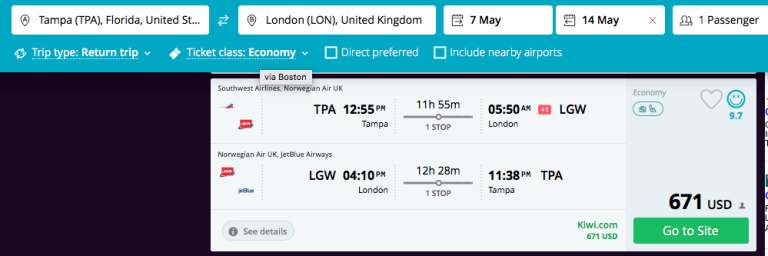 Tampa (TPA), Florida, United St...
London (LON), United Kingdom
7 May
14 May
1 Passenger
Trip type: Return trip
Ticket class: Economy
Direct preferred
Include nearby airports
via Boston
Southwest Airlines, Norwegian Air UK
TPA 12:55 PM
Tampa
11h 55m
1 STOP
05:50 AM +1 LGW
London
Norwegian Air UK, JetBlue Airways
LGW 04:10 PM
London
jetBlue
12h 28m
1 STOP
11:38 PM TPA
Tampa
See details
Kiwi.com
671 USD
Economy
9.7
671 USD
Go to Site